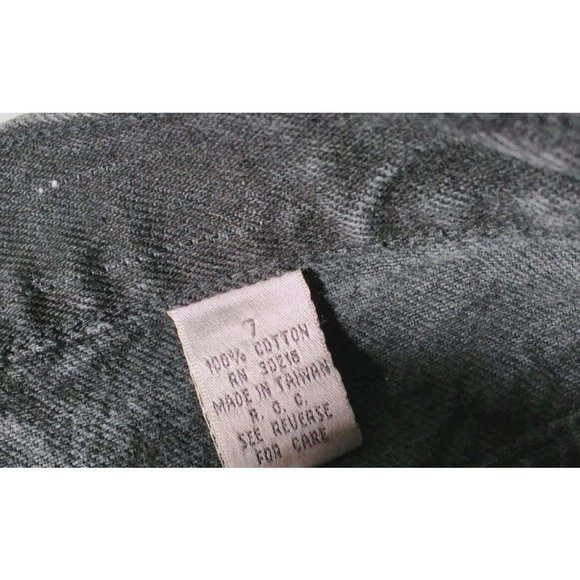 7
100% COTTON
RN 30218
MADE IN TAIWAN
R.O.C.
SEE REVERSE
FOR CARE